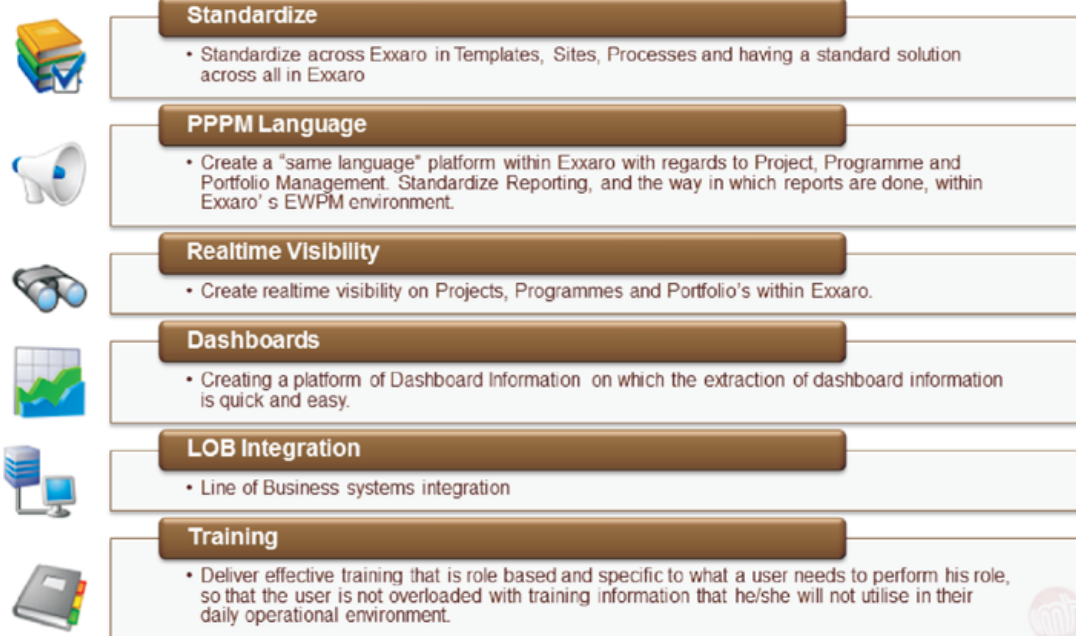 Standardize
• Standardize across Exxaro in Templates, Sites, Processes and having a standard solution
across all in Exxaro
PPPM Language
• Create a “same language” platform within Exxaro with regards to Project, Programme and
Portfolio Management. Standardize Reporting, and the way in which reports are done, within
Exxaro’ s EWPM environment.
Realtime Visibility
• Create realtime visibility on Projects, Programmes and Portfolio’s within Exxaro.
Dashboards
• Creating a platform of Dashboard Information on which the extraction of dashboard information
is quick and easy.
LOB Integration
• Line of Business systems integration
Training
• Deliver effective training that is role based and specific to what a user needs to perform his role,
so that the user is not overloaded with training information that he/she will not utilise in their
daily operational environment.